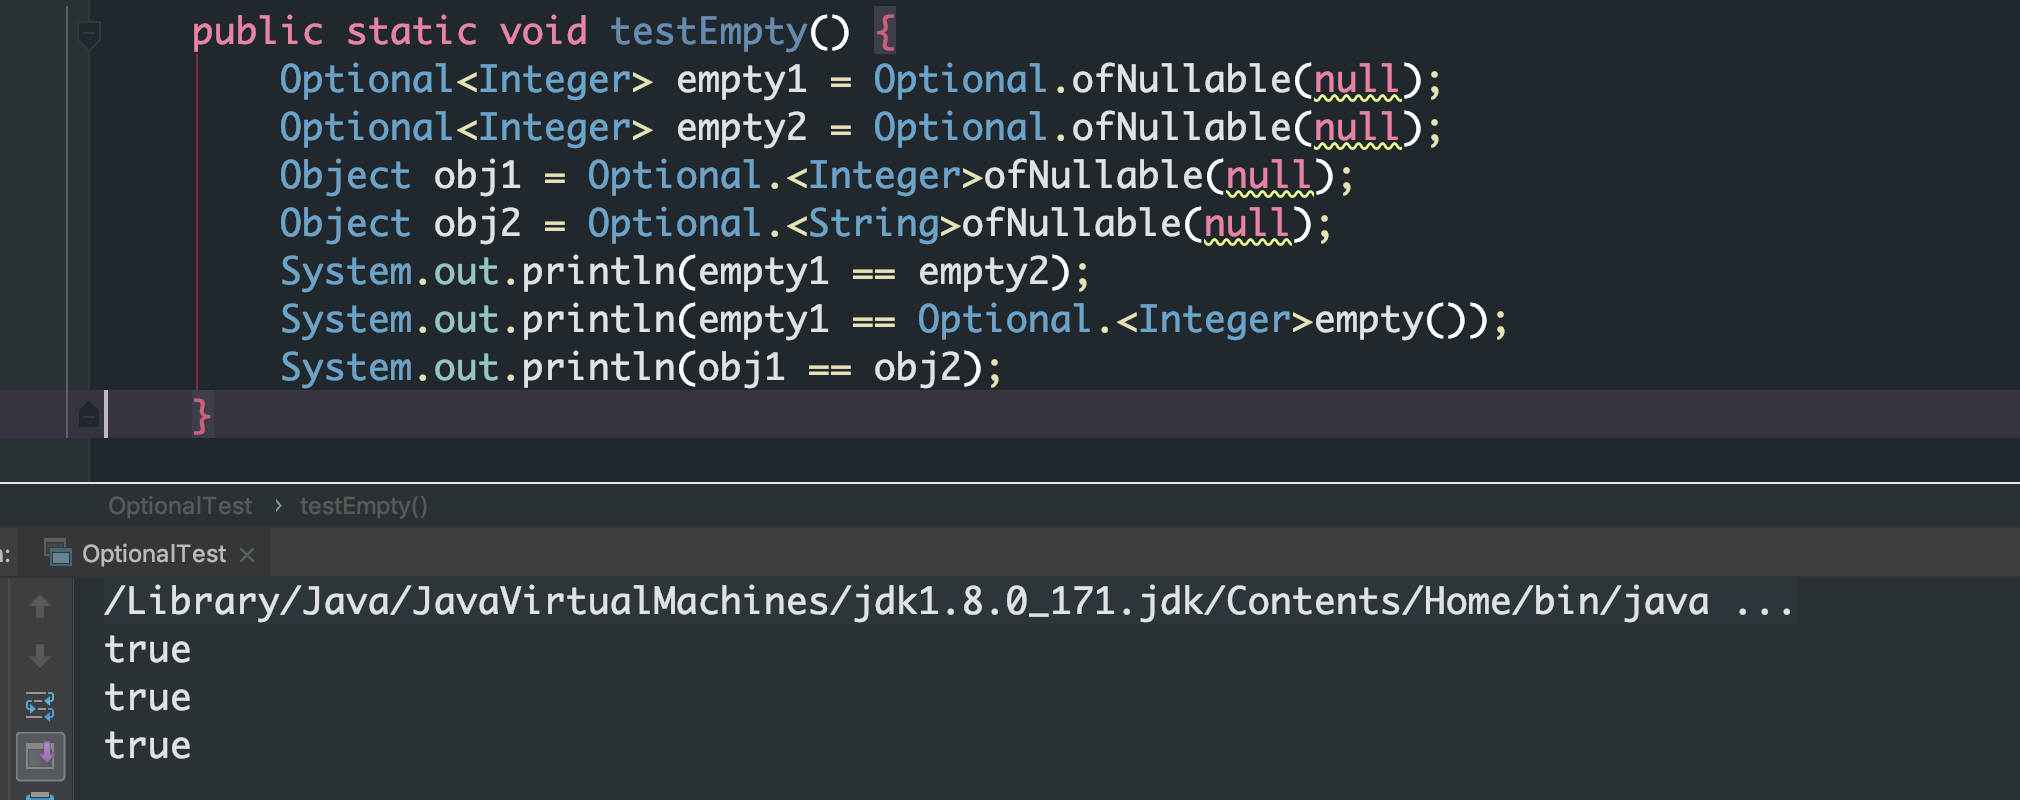 public static void testEmpty() {
Optional<Integer> empty1 = Optional.ofNullable(null);
Optional<Integer> empty2 = Optional.ofNullable(null);
Object obj1 = Optional.<Integer>ofNullable(null);
Object obj2 = Optional.<String>ofNullable(null);
System.out.println(empty1 == empty2);
System.out.println(empty1 == Optional.<Integer>empty());
System.out.println(obj1 == obj2);
}
OptionalTest › testEmpty()
OptionalTest ×
/Library/Java/JavaVirtualMachines/jdk1.8.0_171.jdk/Contents/Home/bin/java ...
true
true
true